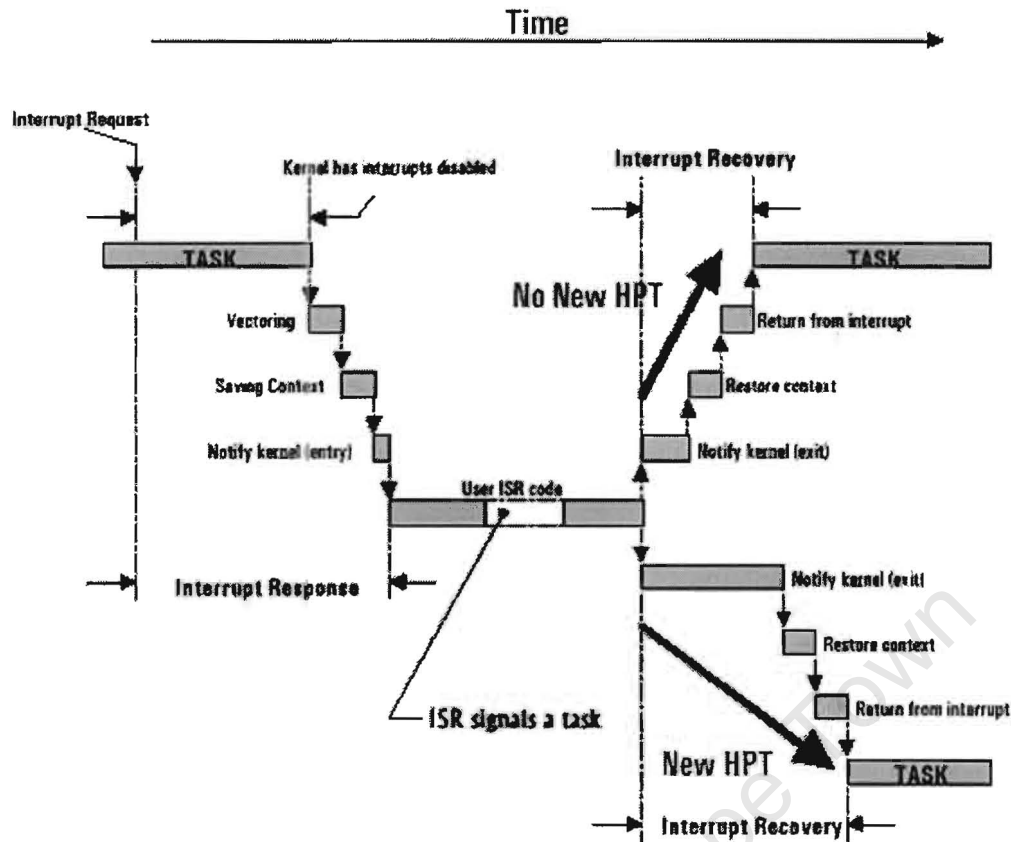 Time
Interrupt Request
Kernel has interrupts disabled
Interrupt Recovery
TASK
TASK
No New HPT
Vectoring
Return from interrupt
Saving Context
Restore context
Notify kernel (entry)
Notify kernel (exit)
User ISR code
Interrupt Response
Notify kernel (exit)
Restore context
ISR signals a task
Return from interrupt
New HPT
TASK
Interrupt Recovery
Town